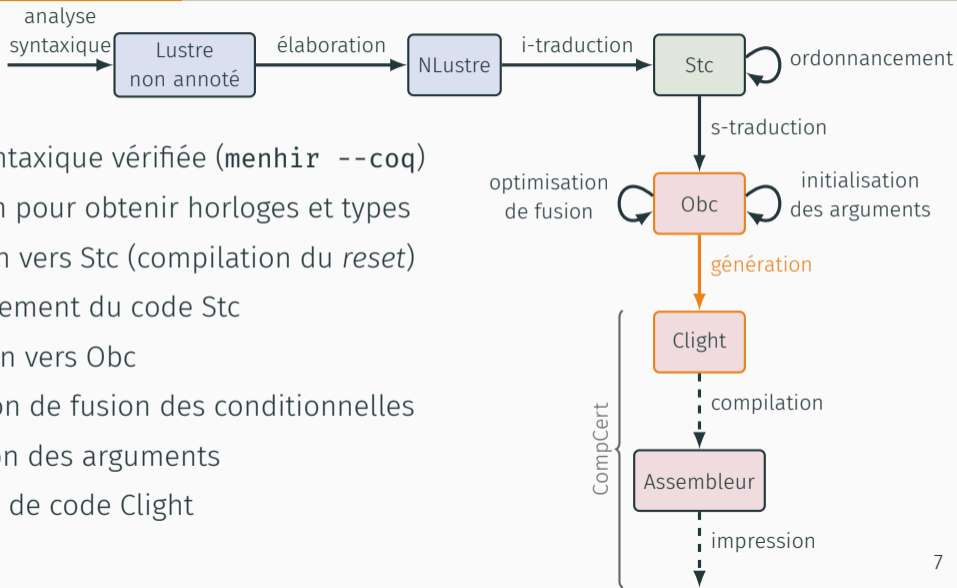 analyse
syntaxique
Lustre
non annoté
élaboration
NLustre
i-traduction
Stc
ordonnancement
s-traduction
optimisation
de fusion
Obc
initialisation
des arguments
génération
Clight
compilation
CompCert
Assembleur
impression
ntaxique vérifiée (menhir --coq)
n pour obtenir horloges et types
n vers Stc (compilation du reset)
ement du code Stc
n vers Obc
on de fusion des conditionnelles
on des arguments
de code Clight
7